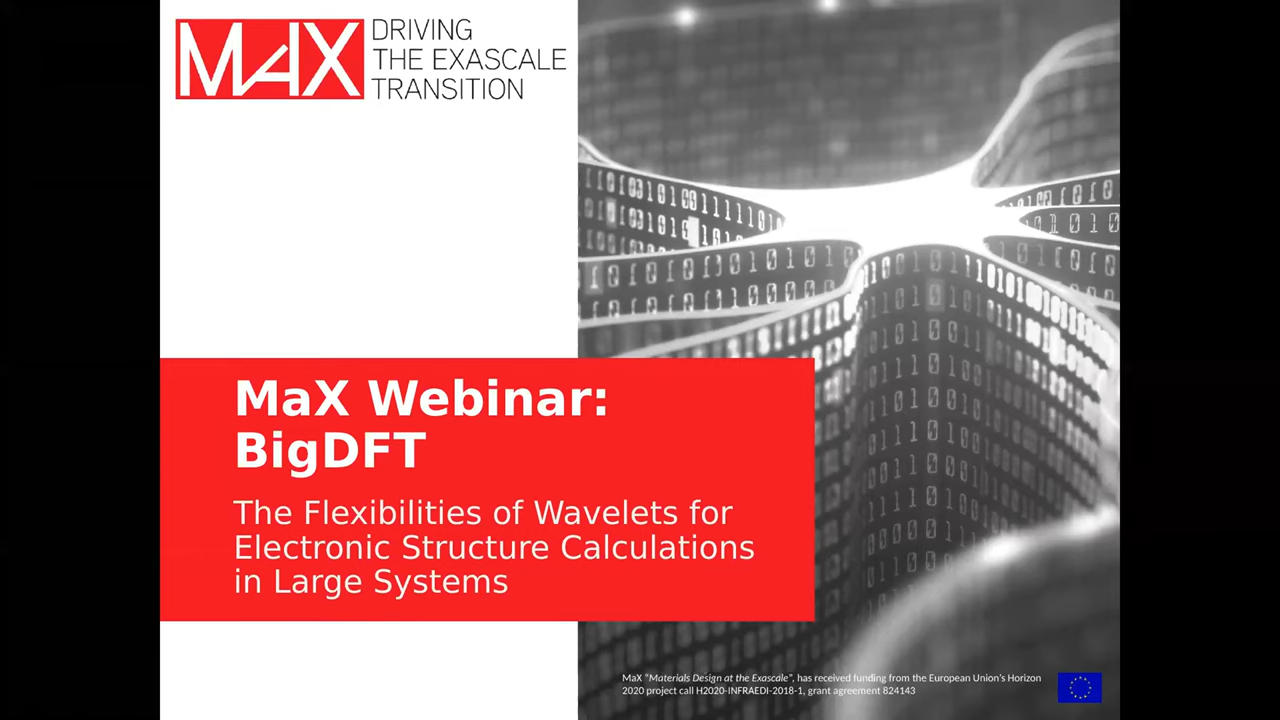 MAX
DRIVING
THE EXASCALE
TRANSITION
MaX Webinar:
BigDFT
The Flexibilities of Wavelets for
Electronic Structure Calculations
in Large Systems
MaX "Materials Design at the Exascale", has received funding from the European Union's Horizon
2020 project call H2020-INFRAEDI-2018-1, grant agreement 824143